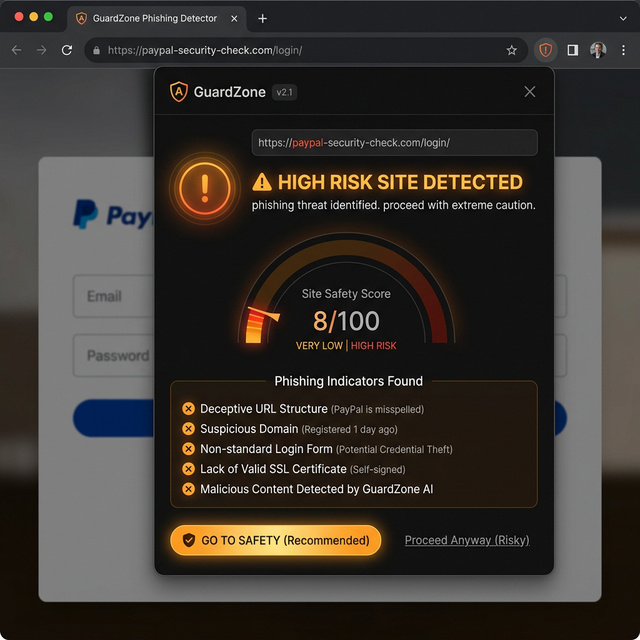 GuardZone Phishing Detector
https://paypal-security-check.com/login/
GuardZone v2.1
https://paypal-security-check.com/login/
HIGH RISK SITE DETECTED
phishing threat identified. proceed with extreme caution.
Pay
Email
Password
Site Safety Score
8/100
VERY LOW | HIGH RISK
Phishing Indicators Found
Deceptive URL Structure (PayPal is misspelled)
Suspicious Domain (Registered 1 day ago)
Non-standard Login Form (Potential Credential Theft)
Lack of Valid SSL Certificate (Self-signed)
Malicious Content Detected by GuardZone AI
GO TO SAFETY (Recommended)
Proceed Anyway (Risky)